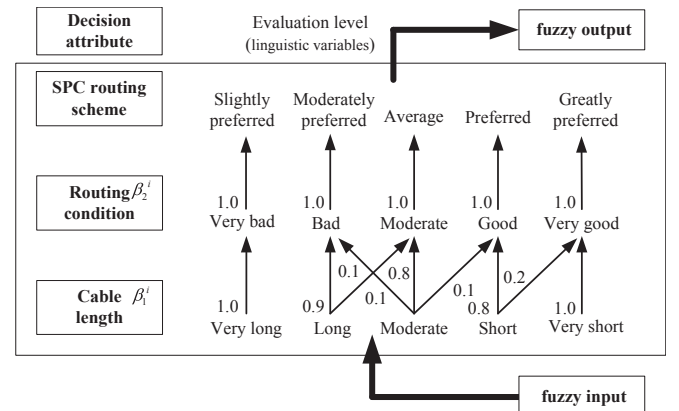 Decision
attribute
Evaluation level
(linguistic variables)
fuzzy output
SPC routing
scheme
Slightly
preferred
Moderately
preferred
Average
Preferred
Greatly
preferred
Routing β₂ⁱ
condition
1.0
1.0
1.0
1.0
1.0
Very bad
Bad
Moderate
Good
Very good
0.1
0.8
0.1
0.1
0.2
Cable β₁ⁱ
length
1.0
0.9
0.8
1.0
Very long
Long
Moderate
Short
Very short
fuzzy input